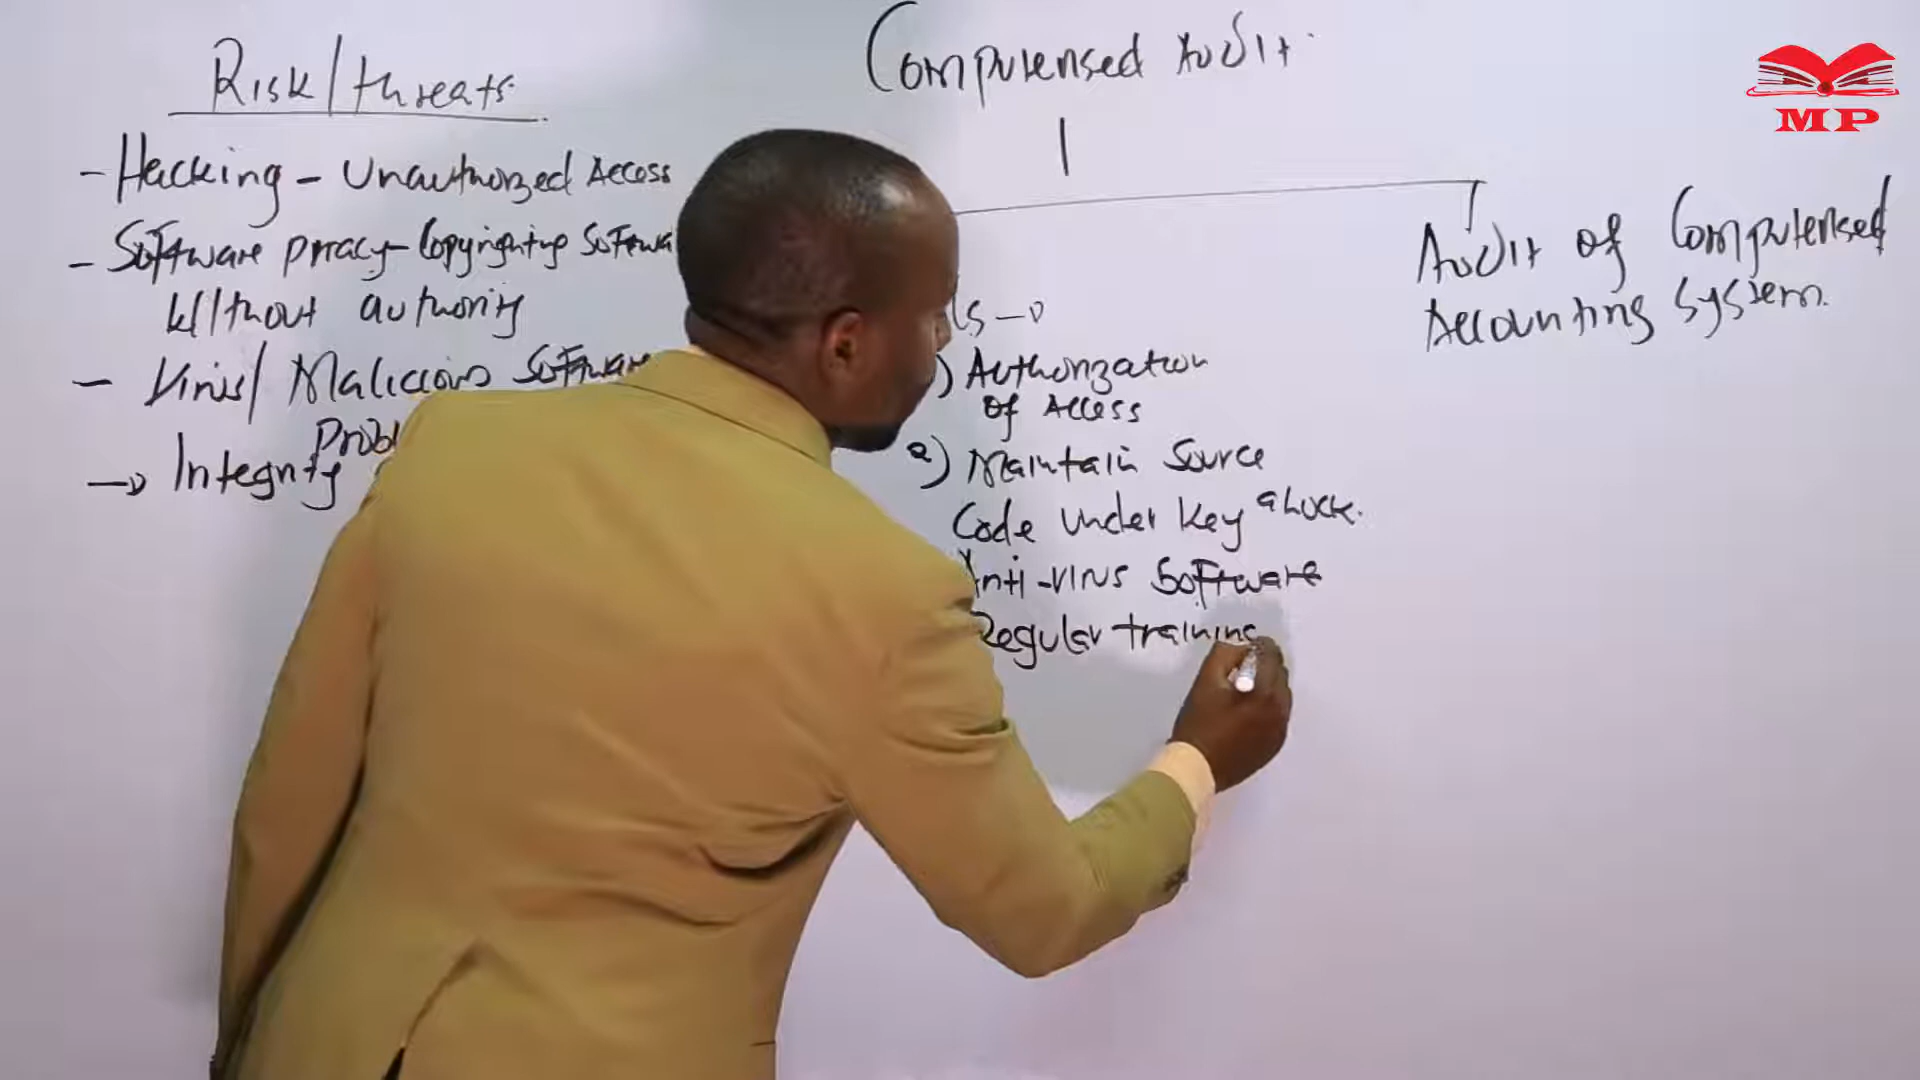 Risk/threats
- Hacking - Unauthorized Access
- Software piracy - Copyrighting Softwa
Without authority
- Virus/ Malicious Software
Probl
→ Integrity
Computerised Audit
Audit of Computerised
Accounting System.
ls →
) Authorization
of Access
2) Maintain Source
Code under key & Lock.
Anti-virus Software
Regular training
MP